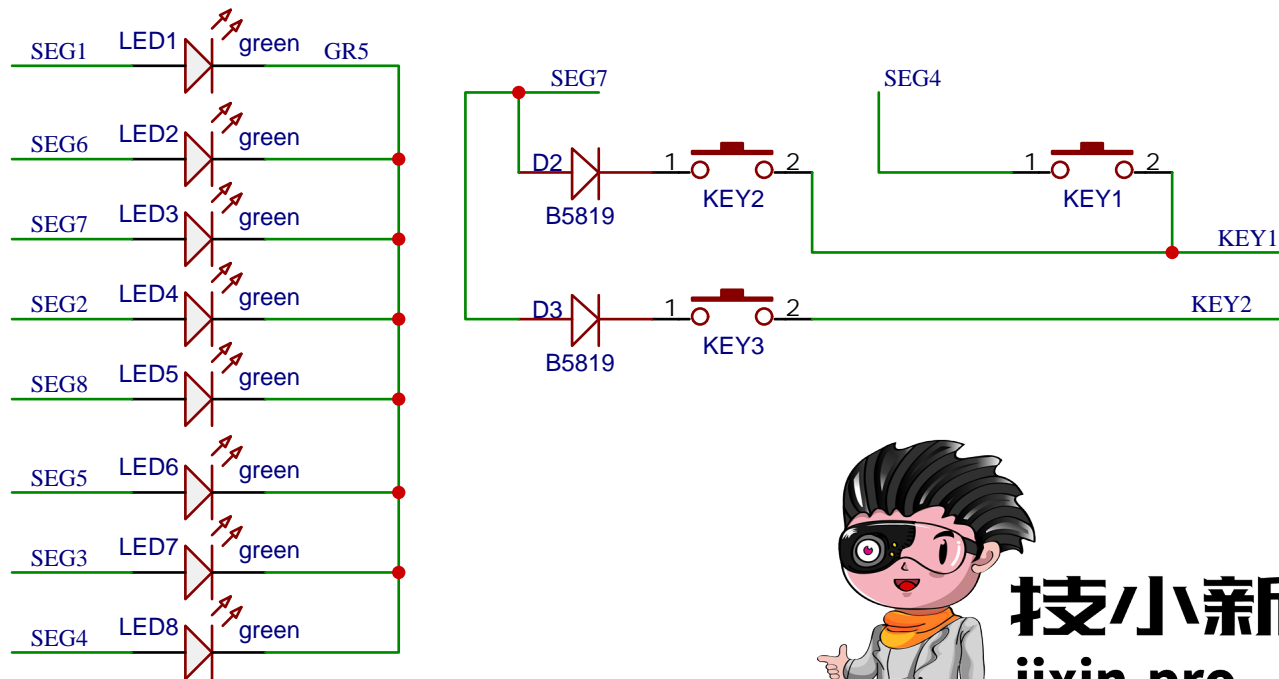 SEG1 LED1 green GR5
SEG6 LED2 green
SEG7 LED3 green
SEG2 LED4 green
SEG8 LED5 green
SEG5 LED6 green
SEG3 LED7 green
SEG4 LED8 green
SEG7 SEG4
D2 1 2 1 2
B5819 KEY2 KEY1
KEY1
D3 1 2 KEY2
B5819 KEY3
技小新
jixin.pro